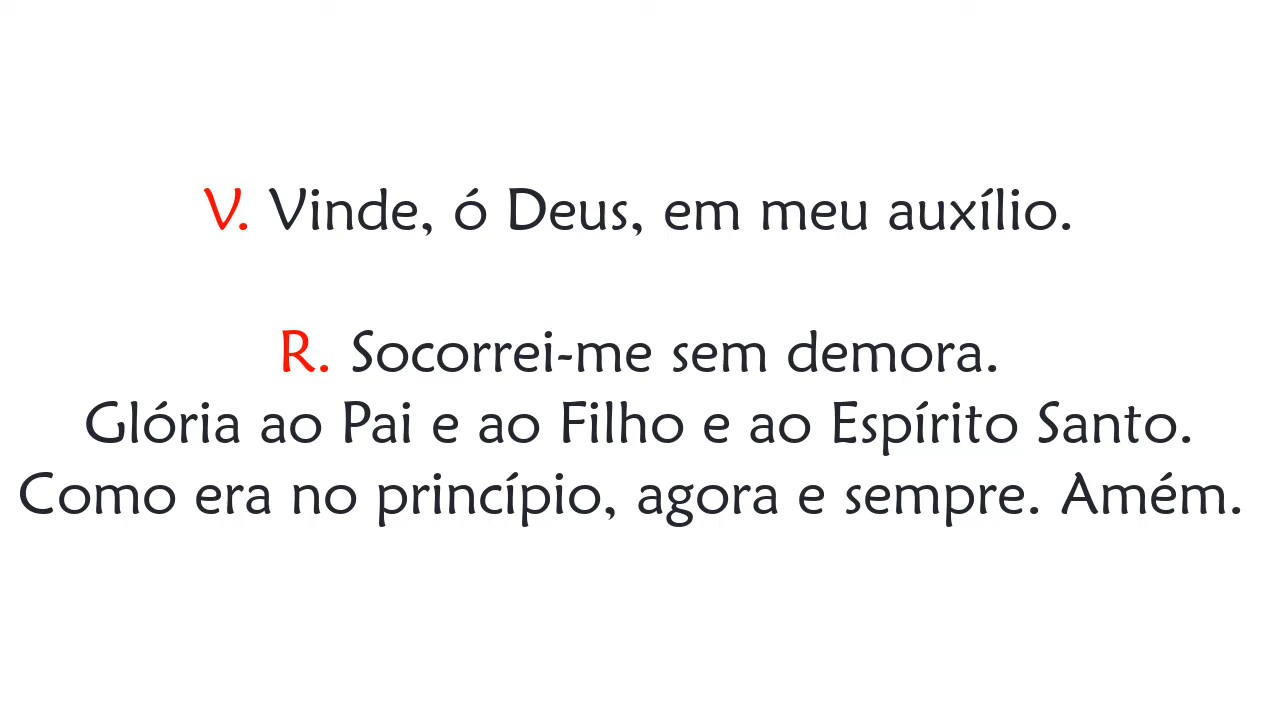 V. Vinde, ó Deus, em meu auxílio.
R. Socorrei-me sem demora.
Glória ao Pai e ao Filho e ao Espírito Santo.
Como era no princípio, agora e sempre. Amém.